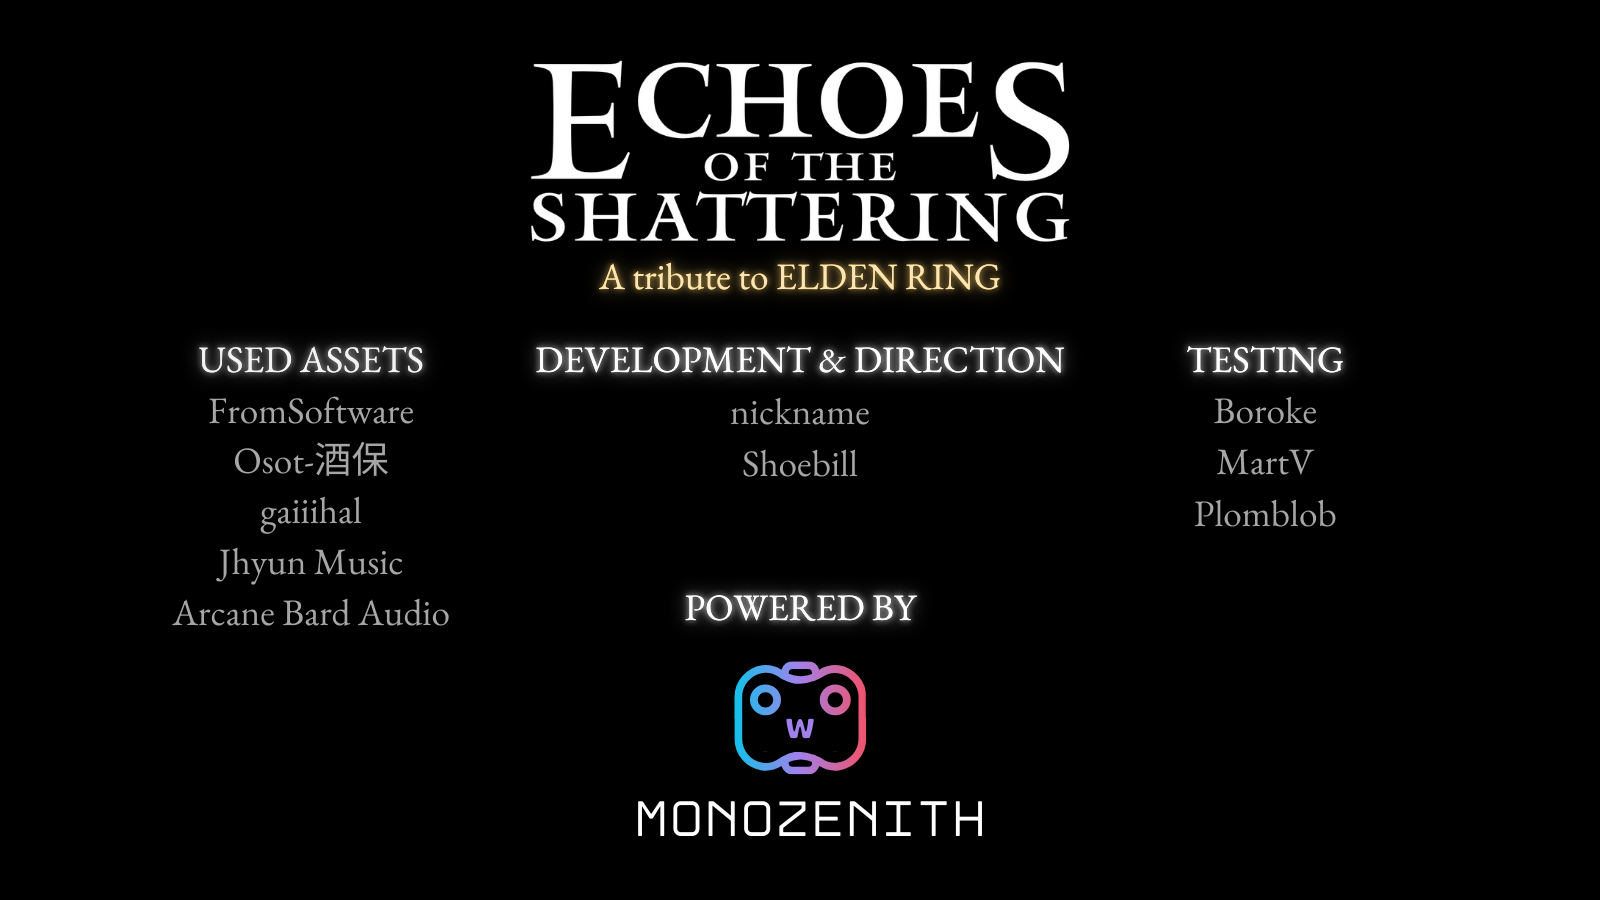 ECHOES
OF THE
SHATTERING
A tribute to ELDEN RING
USED ASSETS
FromSoftware
Osot-酒保
gaiiihal
Jhyun Music
Arcane Bard Audio
DEVELOPMENT & DIRECTION
nickname
Shoebill
TESTING
Boroke
MartV
Plomblob
POWERED BY
w
MONOZENITH